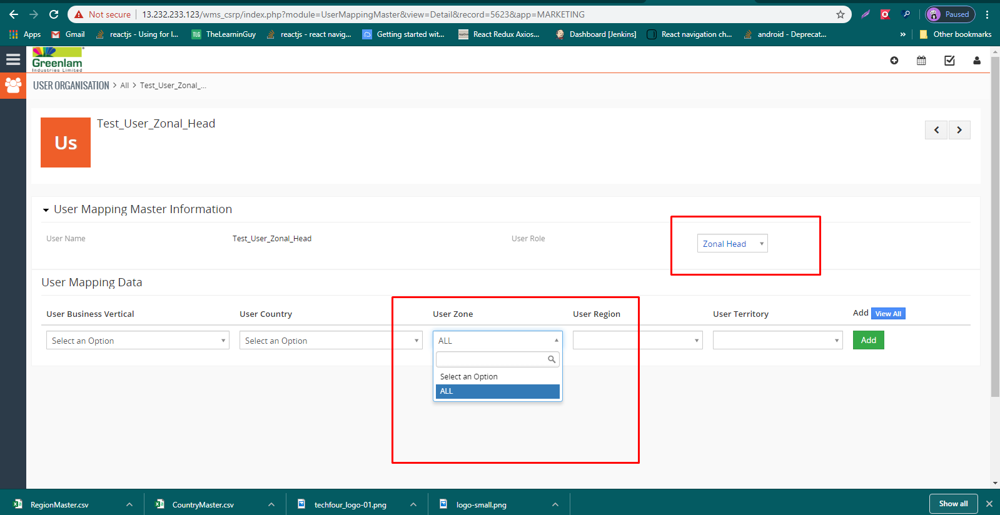 Not secure | 13.232.233.123/wms_csrp/index.php?module=UserMappingMaster&view=Detail&record=5623&app=MARKETING
Paused
Apps Gmail reactjs - Using for l... TLG TheLearnGuy reactjs - react navig... Getting started wit... React Redux Axios... Dashboard [Jenkins] React navigation ch... android - Deprecat... » Other bookmarks
Greenlam
Industries Limited
USER ORGANISATION > All > Test_User_Zonal_...
Us
Test_User_Zonal_Head
User Mapping Master Information
User Name Test_User_Zonal_Head User Role Zonal Head
User Mapping Data
User Business Vertical User Country User Zone User Region User Territory Add View All
Select an Option Select an Option ALL Add
Select an Option
ALL
RegionMaster.csv CountryMaster.csv techfour_logo-01.png logo-small.png Show all